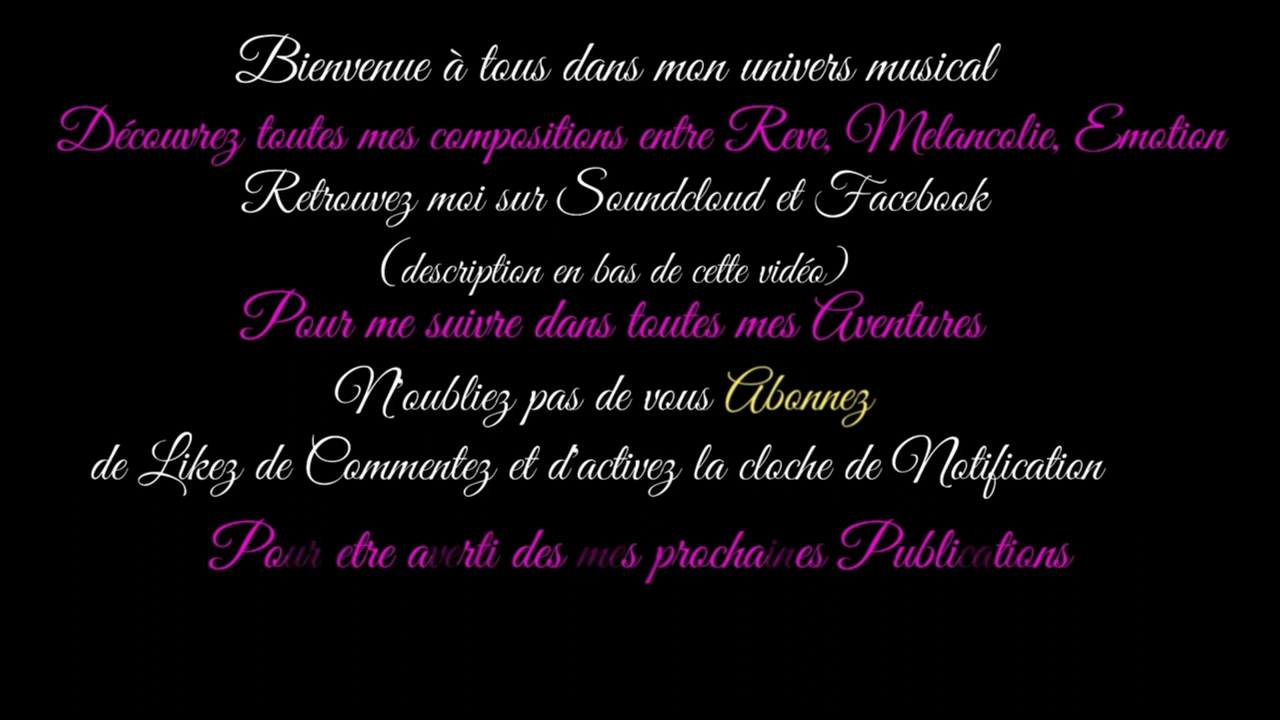 Bienvenue à tous dans mon univers musical
Découvrez toutes mes compositions entre Reve, Melancolie, Emotion
Retrouvez moi sur Soundcloud et Facebook
(description en bas de cette vidéo)
Pour me suivre dans toutes mes Aventures
N'oubliez pas de vous Abonnez
de Likez de Commentez et d'activez la cloche de Notification
Pour etre averti des mes prochaines Publications